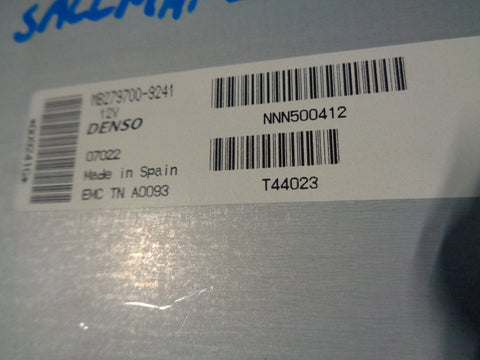 MB279700-9241
12V
DENSO
07022
Made in Spain
EMC TN A0093
NNN500412
T44023